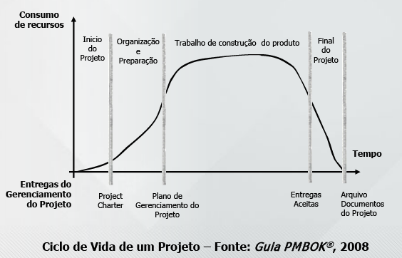 Consumo
de recursos
Início
do
Projeto
Organização
e
Preparação
Trabalho de construção do produto
Final
do
Projeto
Tempo
Entregas do
Gerenciamento
do Projeto
Project
Charter
Plano de
Gerenciamento do
Projeto
Entregas
Aceitas
Arquivo
Documentos
do Projeto
Ciclo de Vida de um Projeto – Fonte: Guia PMBOK®, 2008